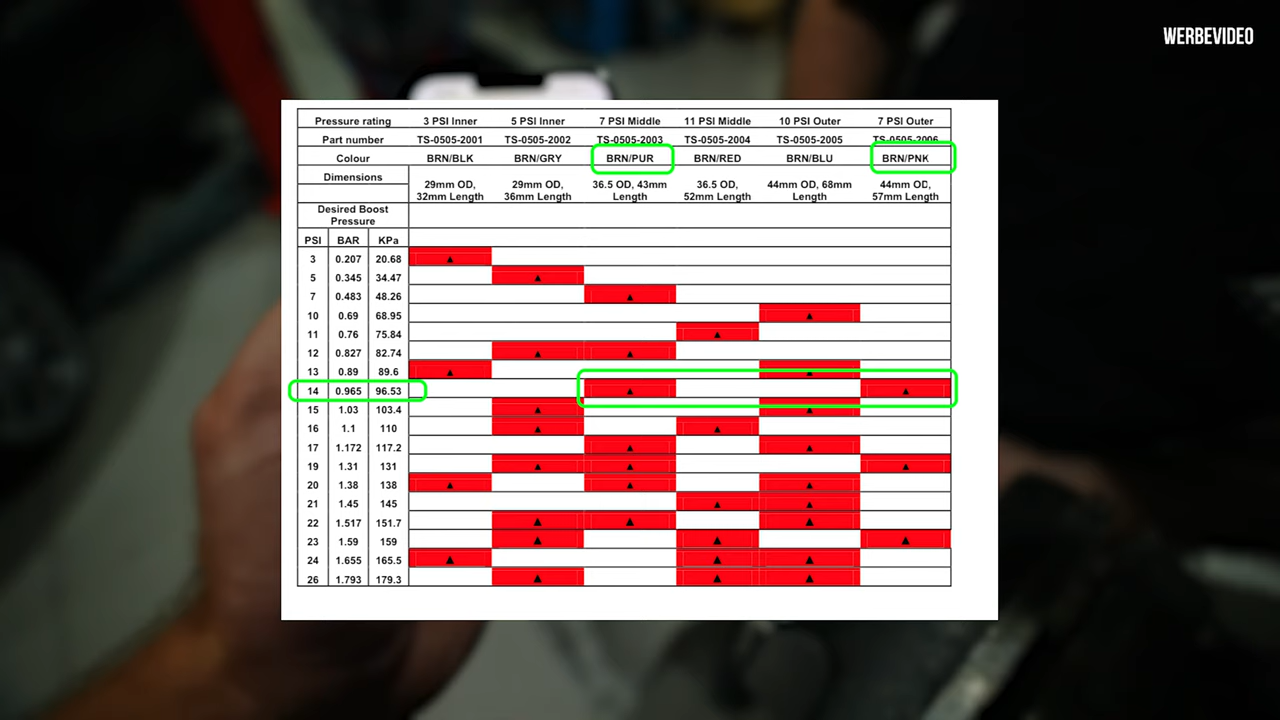 WERBEVIDEO
Pressure rating 3 PSI Inner 5 PSI Inner 7 PSI Middle 11 PSI Middle 10 PSI Outer 7 PSI Outer
Part number TS-0505-2001 TS-0505-2002 TS-0505-2003 TS-0505-2004 TS-0505-2005 TS-0505-2006
Colour BRN/BLK BRN/GRY BRN/PUR BRN/RED BRN/BLU BRN/PNK
Dimensions
29mm OD, 29mm OD, 36.5 OD, 43mm 36.5 OD, 44mm OD, 68mm 44mm OD,
32mm Length 36mm Length Length 52mm Length Length 57mm Length
Desired Boost
Pressure
PSI BAR KPa
3 0.207 20.68 ▲
5 0.345 34.47 ▲
7 0.483 48.26 ▲
10 0.69 68.95 ▲
11 0.76 75.84 ▲
12 0.827 82.74 ▲ ▲
13 0.89 89.6 ▲ ▲
14 0.965 96.53 ▲ ▲
15 1.03 103.4 ▲ ▲
16 1.1 110 ▲ ▲
17 1.172 117.2 ▲ ▲
19 1.31 131 ▲ ▲ ▲
20 1.38 138 ▲ ▲ ▲
21 1.45 145 ▲ ▲
22 1.517 151.7 ▲ ▲ ▲
23 1.59 159 ▲ ▲ ▲
24 1.655 165.5 ▲ ▲ ▲
26 1.793 179.3 ▲ ▲ ▲